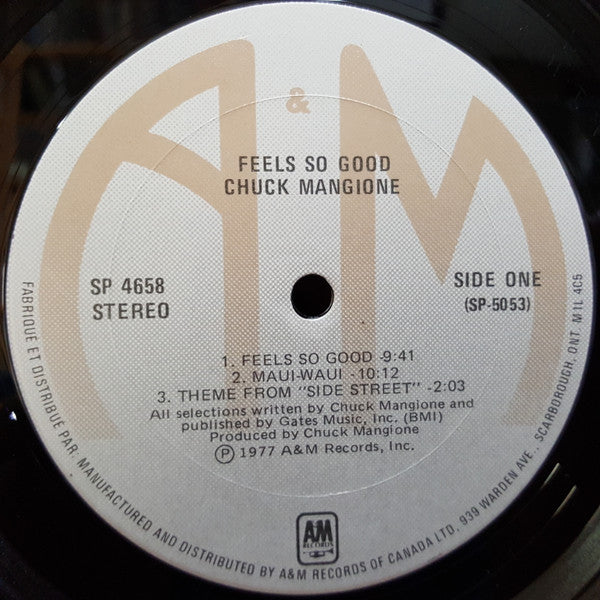 &
FEELS SO GOOD
CHUCK MANGIONE
SP 4658
STEREO
SIDE ONE
(SP-5053)
1. FEELS SO GOOD -9:41
2. MAUI-WAUI -10:12
3. THEME FROM "SIDE STREET" -2:03
All selections written by Chuck Mangione and
published by Gates Music, Inc. (BMI)
Produced by Chuck Mangione
Ⓟ 1977 A&M Records, Inc.
A&M
RECORDS
FABRIQUÉ ET DISTRIBUÉ PAR: MANUFACTURED AND DISTRIBUTED BY A&M RECORDS OF CANADA LTD. 939 WARDEN AVE., SCARBOROUGH, ONT. M1L 4C5
A M